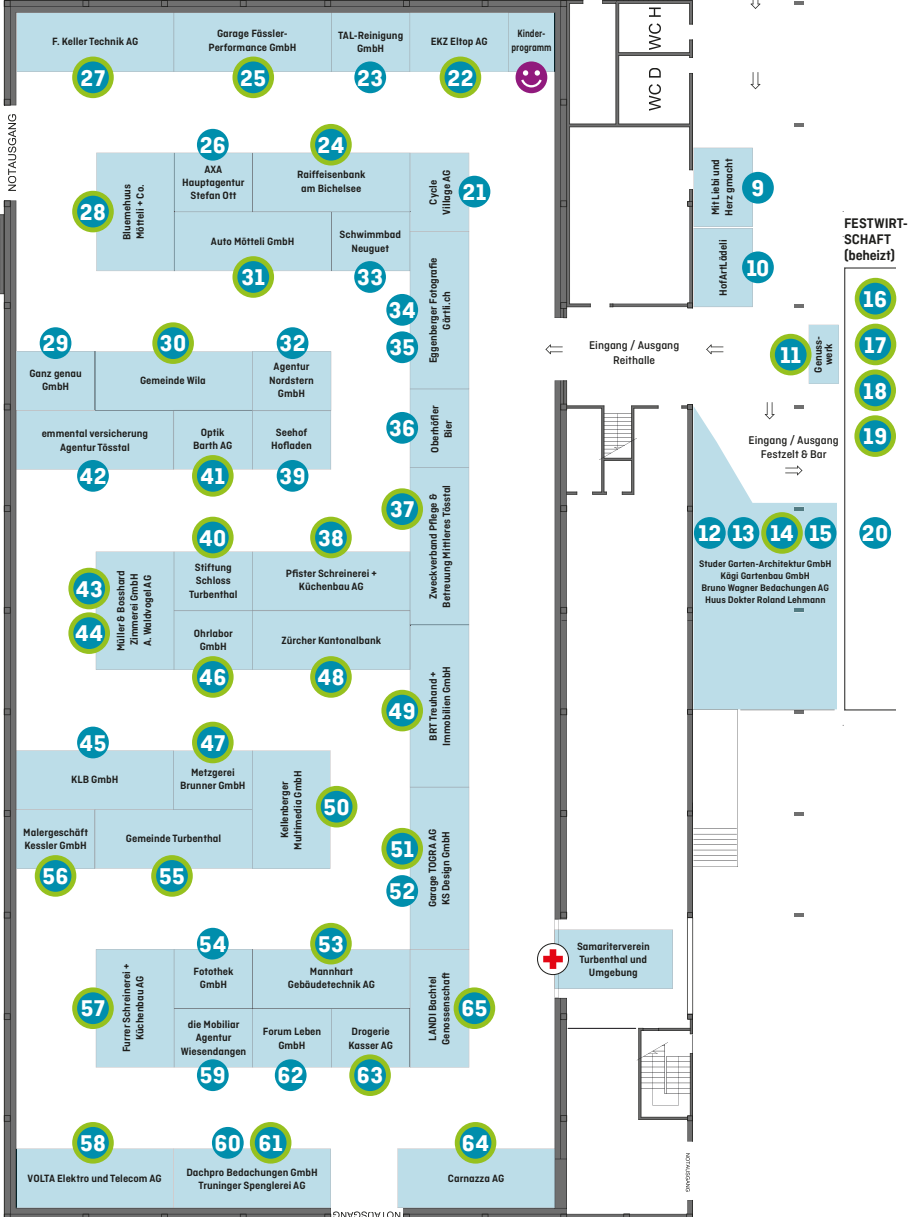 F. Keller Technik AG
27
Garage Fässler-
Performance GmbH
25
TAL-Reinigung
GmbH
23
EKZ Eltop AG
22
Kinder-
programm
WC H
WC D
NOTAUSGANG
26
AXA
Hauptagentur
Stefan Ott
24
Raiffeisenbank
am Bichelsee
28
Bluemehuus
Mötteli + Co.
Auto Mötteli GmbH
31
Schwimmbad
Neuguet
33
Cycle
Village AG
21
34
35
Eggenberger Fotografie
Gärtli.ch
Mit Liebi und
Herz gmacht
9
HofArtLädeli
10
FESTWIRT-
SCHAFT
(beheizt)
16
17
18
19
20
11
Genuss-
werk
Eingang / Ausgang
Reithalle
Eingang / Ausgang
Festzelt & Bar
29
Ganz genau
GmbH
30
Gemeinde Wila
32
Agentur
Nordstern
GmbH
emmental versicherung
Agentur Tösstal
42
Optik
Barth AG
41
Seehof
Hofladen
39
36
Oberhöfler
Bier
37
Zweckverband Pflege &
Betreuung Mittleres Tösstal
12
13
14
15
Studer Garten-Architektur GmbH
Kägi Gartenbau GmbH
Bruno Wagner Bedachungen AG
Huus Dokter Roland Lehmann
40
Stiftung
Schloss
Turbenthal
38
Pfister Schreinerei +
Küchenbau AG
43
44
Müller & Bosshard
Zimmerei GmbH
A. Waldvogel AG
Ohrlabor
GmbH
46
Zürcher Kantonalbank
48
49
BRT Treuhand +
Immobilien GmbH
45
KLB GmbH
47
Metzgerei
Brunner GmbH
Kellenberger
Multimedia GmbH
50
Malergeschäft
Kessler GmbH
56
Gemeinde Turbenthal
55
51
52
Garage TOGRA AG
KS Design GmbH
54
Fotothek
GmbH
53
Mannhart
Gebäudetechnik AG
57
Furrer Schreinerei +
Küchenbau AG
die Mobiliar
Agentur
Wiesendangen
59
Forum Leben
GmbH
62
Drogerie
Kasser AG
63
LANDI Bachtel
Genossenschaft
65
Samariterverein
Turbenthal und
Umgebung
58
VOLTA Elektro und Telecom AG
60
61
Dachpro Bedachungen GmbH
Truninger Spenglerei AG
64
Carnazza AG
NOTAUSGANG
NOTAUSGANG